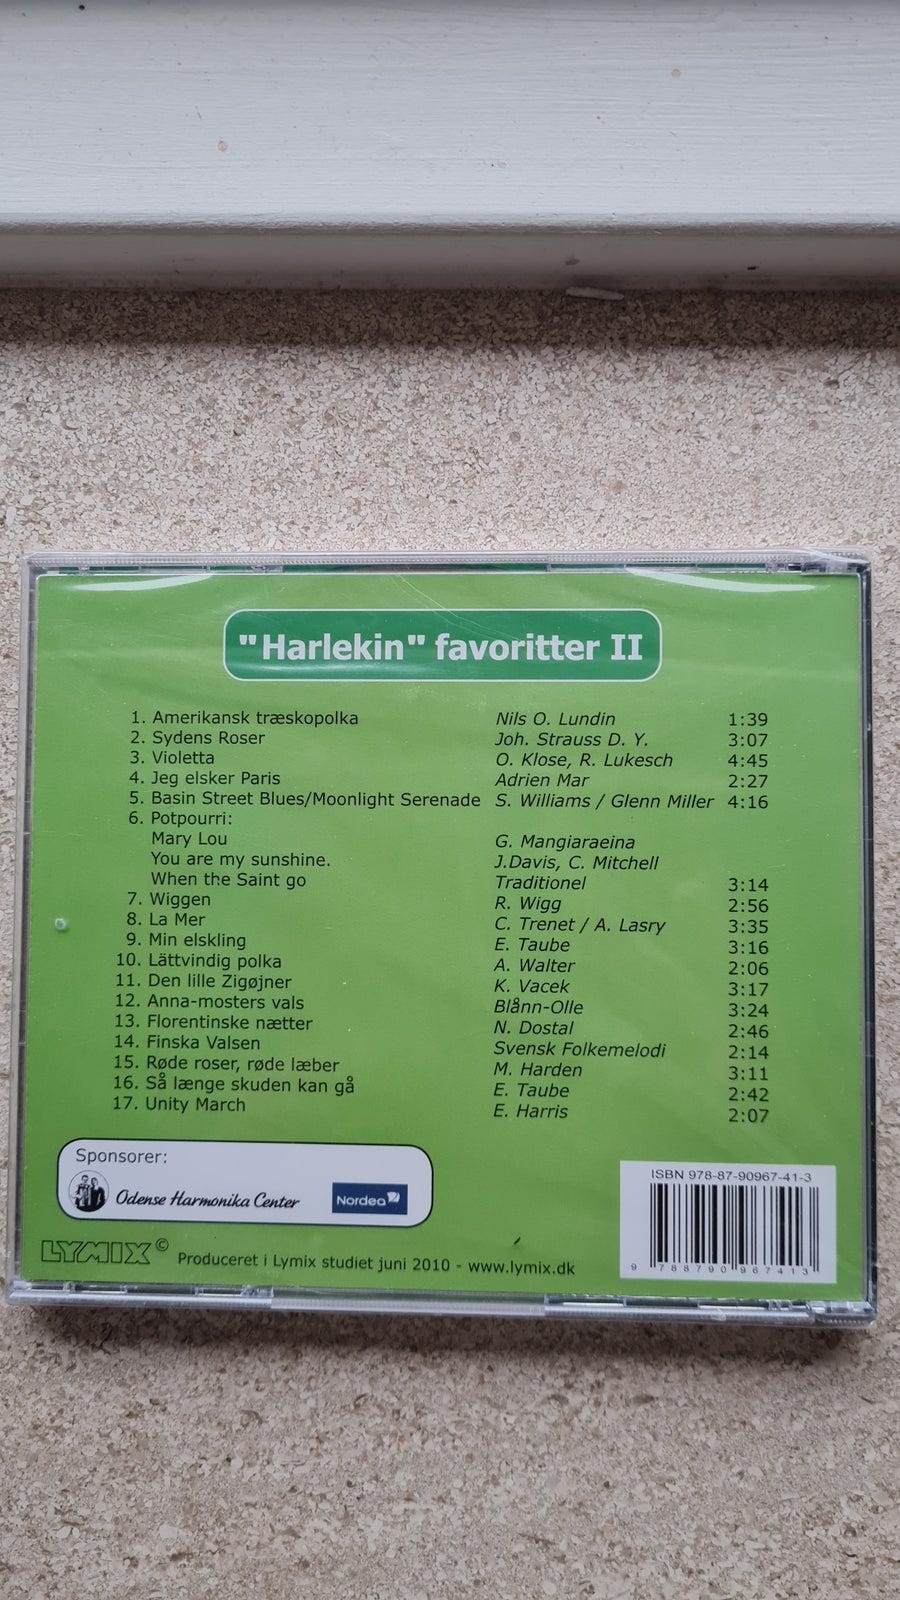 "Harlekin" favoritter II
1. Amerikansk træskopolka Nils O. Lundin 1:39
2. Sydens Roser Joh. Strauss D. Y. 3:07
3. Violetta O. Klose, R. Lukesch 4:45
4. Jeg elsker Paris Adrien Mar 2:27
5. Basin Street Blues/Moonlight Serenade S. Williams / Glenn Miller 4:16
6. Potpourri:
Mary Lou G. Mangiaraeina
You are my sunshine. J.Davis, C. Mitchell
When the Saint go Traditionel 3:14
7. Wiggen R. Wigg 2:56
8. La Mer C. Trenet / A. Lasry 3:35
9. Min elskling E. Taube 3:16
10. Lättvindig polka A. Walter 2:06
11. Den lille Zigøjner K. Vacek 3:17
12. Anna-mosters vals Blånn-Olle 3:24
13. Florentinske nætter N. Dostal 2:46
14. Finska Valsen Svensk Folkemelodi 2:14
15. Røde roser, røde læber M. Harden 3:11
16. Så længe skuden kan gå E. Taube 2:42
17. Unity March E. Harris 2:07
Sponsorer:
Odense Harmonika Center Nordea
LYMIX © Produceret i Lymix studiet juni 2010 - www.lymix.dk
ISBN 978-87-90967-41-3
9 788790 967413